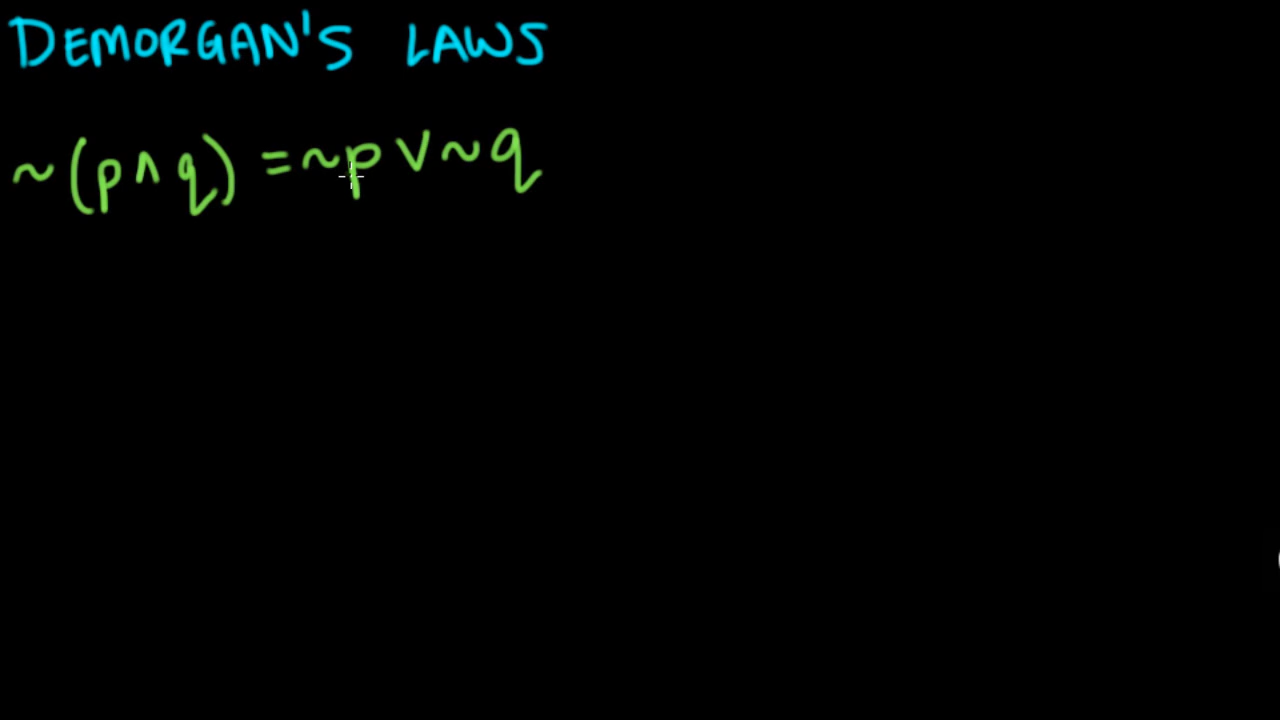 DEMORGAN'S LAWS
~(p ∧ q) = ~p ∨ ~q